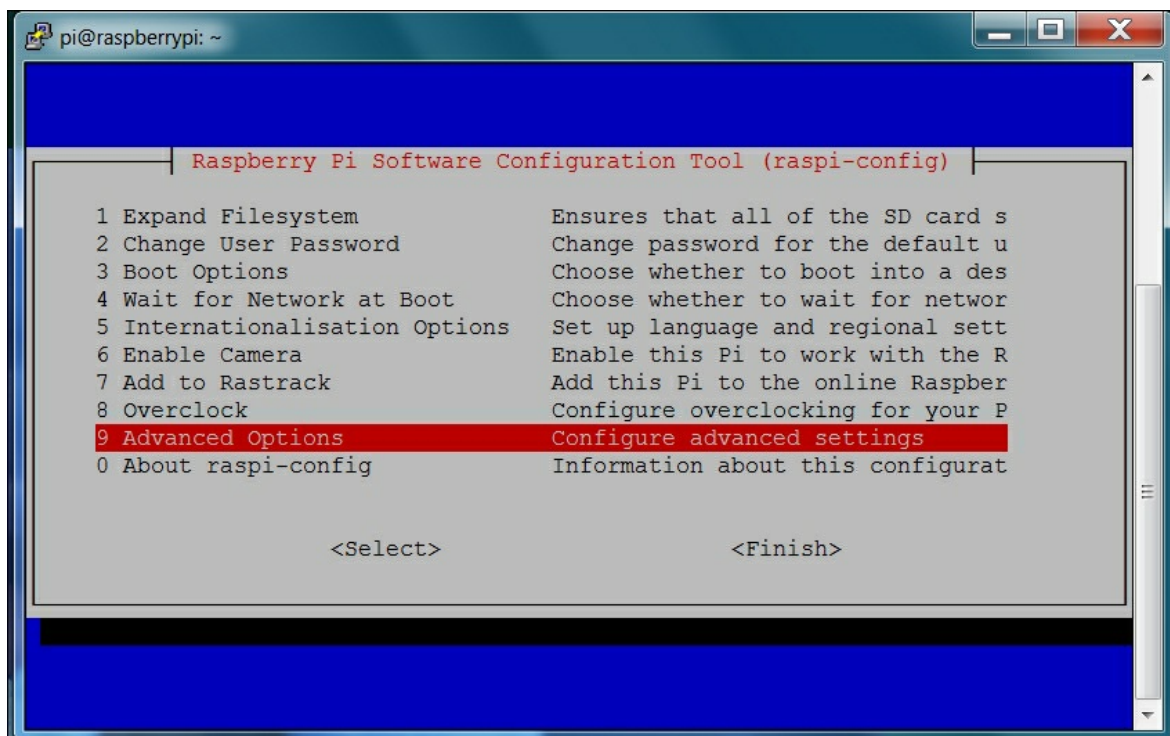 pi@raspberrypi: ~
Raspberry Pi Software Configuration Tool (raspi-config)
1 Expand Filesystem Ensures that all of the SD card s
2 Change User Password Change password for the default u
3 Boot Options Choose whether to boot into a des
4 Wait for Network at Boot Choose whether to wait for networ
5 Internationalisation Options Set up language and regional sett
6 Enable Camera Enable this Pi to work with the R
7 Add to Rastrack Add this Pi to the online Raspber
8 Overclock Configure overclocking for your P
9 Advanced Options Configure advanced settings
0 About raspi-config Information about this configurat
<Select> <Finish>